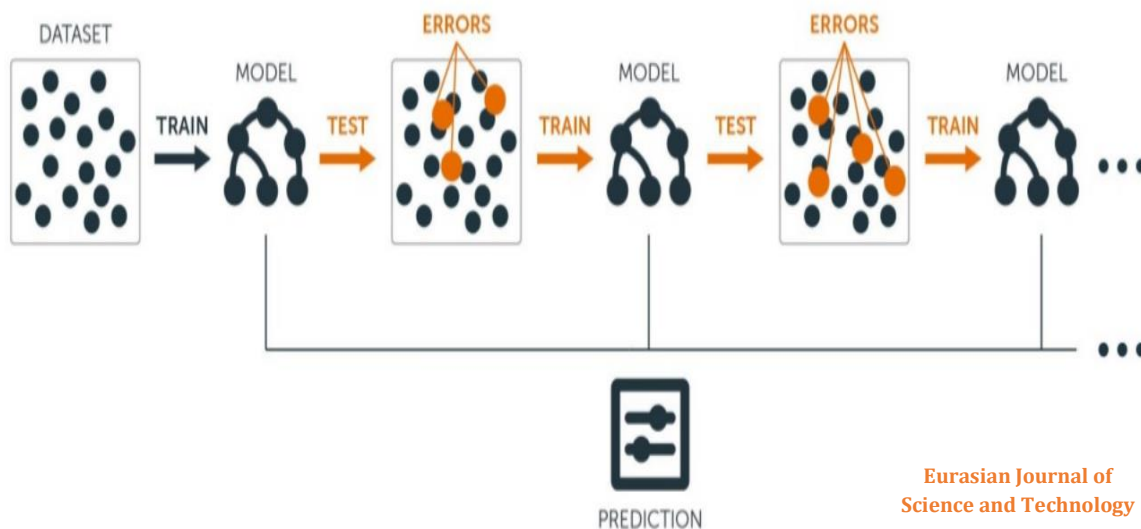 DATASET
MODEL
ERRORS
MODEL
ERRORS
MODEL
TRAIN
TEST
TRAIN
TEST
TRAIN
PREDICTION
Eurasian Journal of
Science and Technology